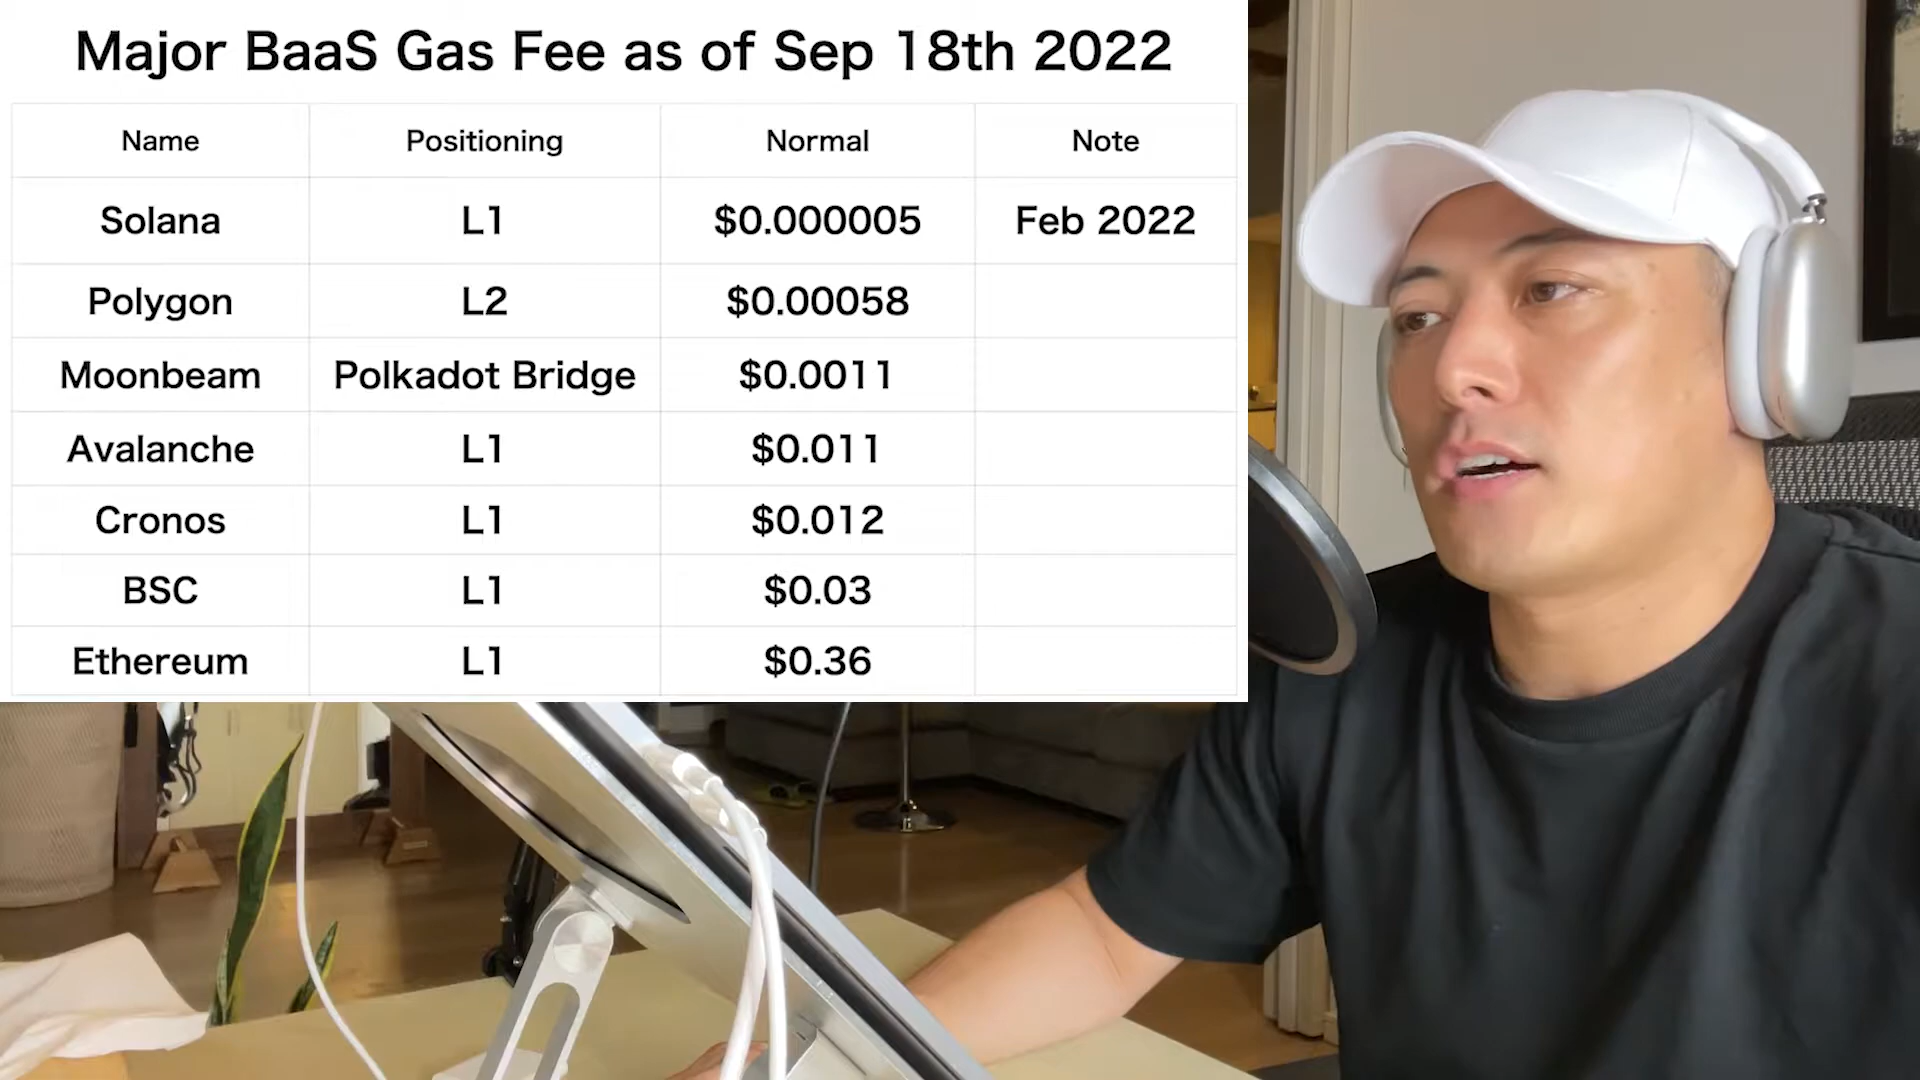 Major BaaS Gas Fee as of Sep 18th 2022
Name Positioning Normal Note
Solana L1 $0.000005 Feb 2022
Polygon L2 $0.00058
Moonbeam Polkadot Bridge $0.0011
Avalanche L1 $0.011
Cronos L1 $0.012
BSC L1 $0.03
Ethereum L1 $0.36